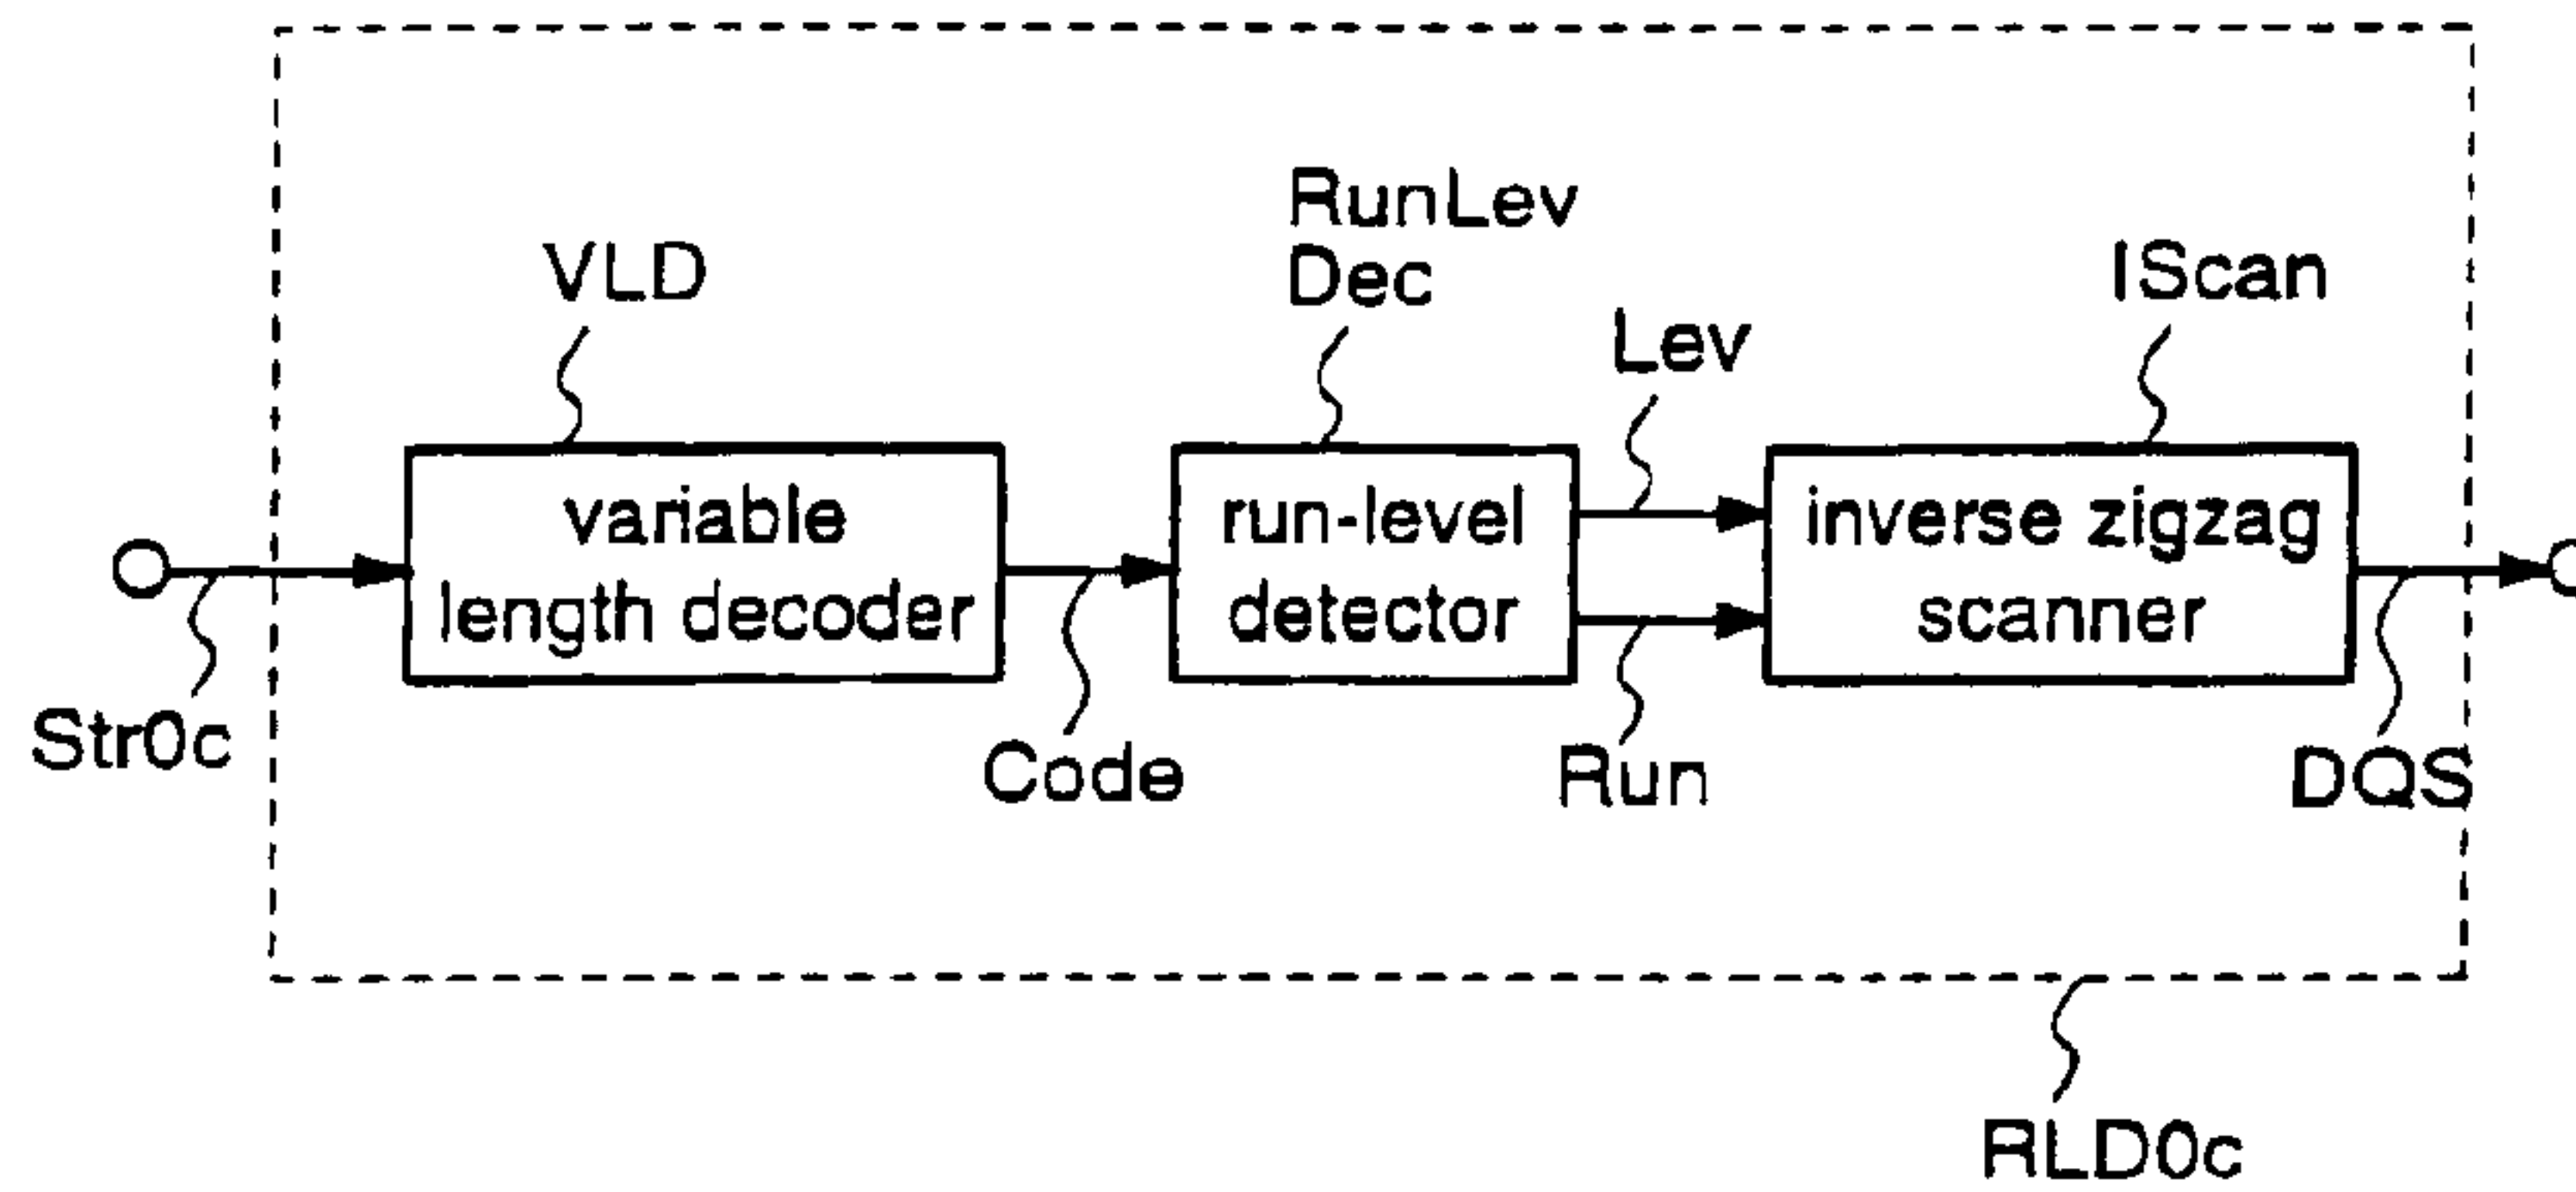 RunLev
Dec
VLD
IScan
Lev
variable
length decoder
run-level
detector
inverse zigzag
scanner
Str0c
Code
Run
DQS
RLD0c